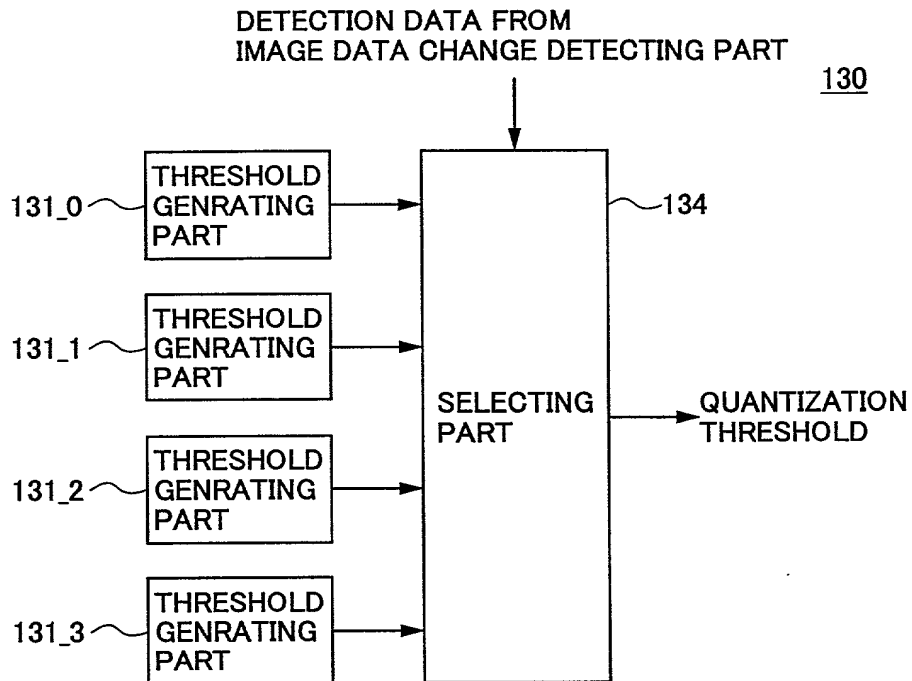 DETECTION DATA FROM
IMAGE DATA CHANGE DETECTING PART
130
131_0
THRESHOLD
GENRATING
PART
134
131_1
THRESHOLD
GENRATING
PART
SELECTING
PART
QUANTIZATION
THRESHOLD
131_2
THRESHOLD
GENRATING
PART
131_3
THRESHOLD
GENRATING
PART